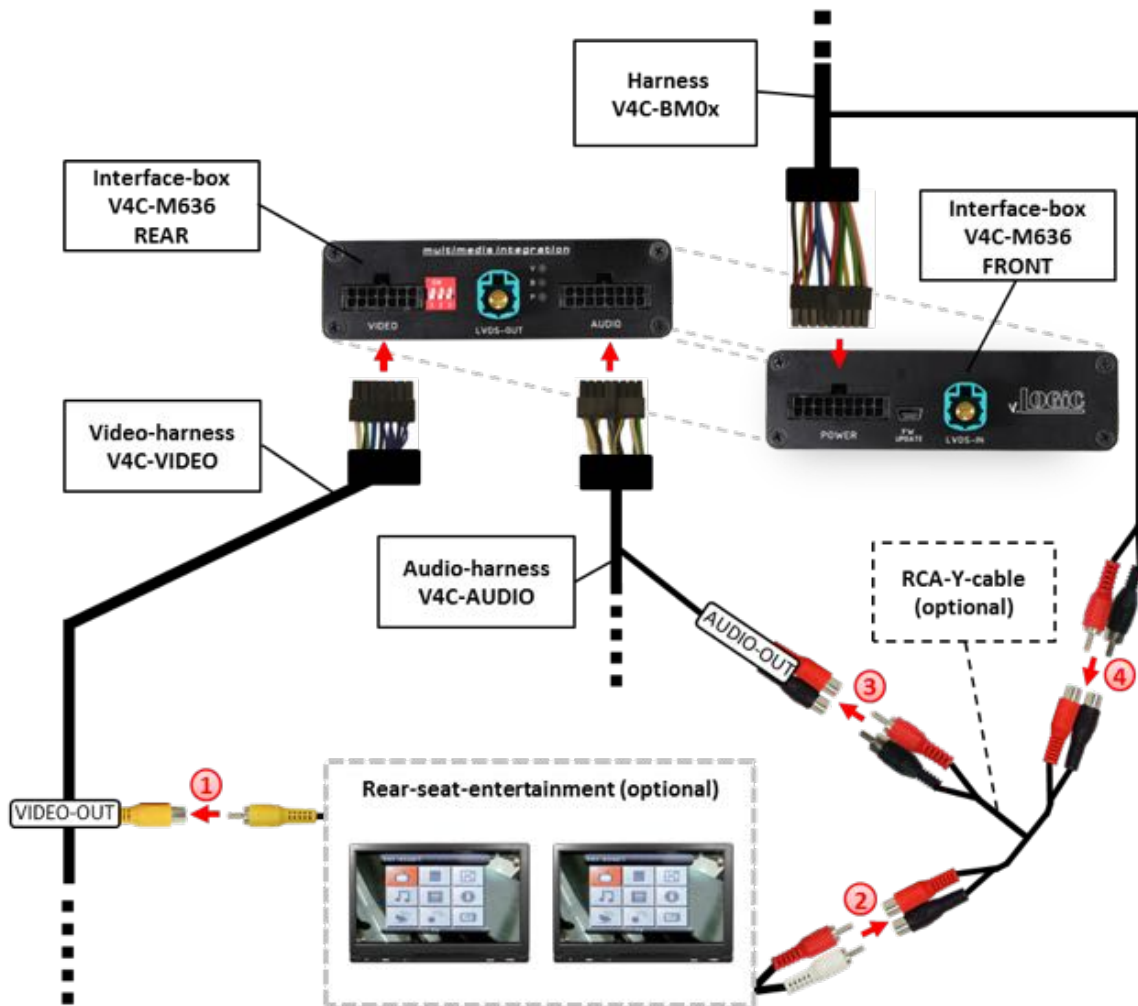 Harness
V4C-BM0x
Interface-box
V4C-M636
REAR
Interface-box
V4C-M636
FRONT
multimedia integration
VIDEO
LVDS-OUT
AUDIO
POWER
FW
UPDATE
LVDS-IN
v.LOGiC
Video-harness
V4C-VIDEO
Audio-harness
V4C-AUDIO
RCA-Y-cable
(optional)
AUDIO-OUT
3
4
1
VIDEO-OUT
Rear-seat-entertainment (optional)
2